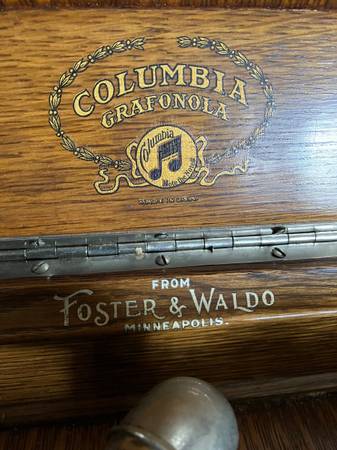 COLUMBIA
GRAFONOLA
Columbia
FROM
FOSTER & WALDO
MINNEAPOLIS.